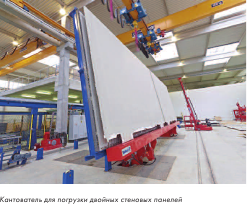 Кантователь для погрузки двойных стеновых панелей